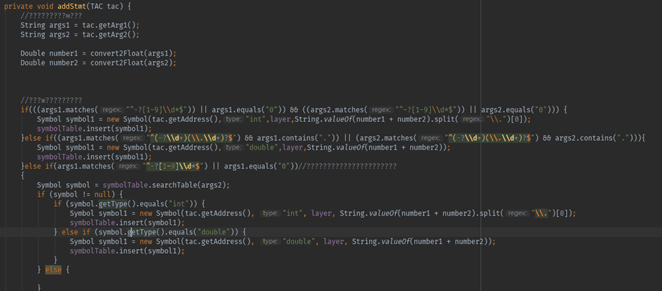 private void addStmt(TAC tac) {
//?????????w???
String args1 = tac.getArg1();
String args2 = tac.getArg2();
Double number1 = convert2Float(args1);
Double number2 = convert2Float(args2);
//???w?????????
if(((args1.matches( regex: "^-?[1-9]\\d*$")) || args1.equals("0")) && ((args2.matches( regex: "^-?[1-9]\\d*$")) || args2.equals("0"))) {
Symbol symbol1 = new Symbol(tac.getAddress(), type: "int",layer,String.valueOf(number1 + number2).split( regex: "\\.")[0]);
symbolTable.insert(symbol1);
}else if((args1.matches( regex: "^(-?\\d+)(\\.\\d+)?$") && args1.contains(".")) || (args2.matches( regex: "^(-?\\d+)(\\.\\d+)?$") && args2.contains("."))){
Symbol symbol1 = new Symbol(tac.getAddress(), type: "double",layer,String.valueOf(number1 + number2));
symbolTable.insert(symbol1);
}else if(args1.matches( regex: "^-?[1-9]\\d*$") || args1.equals("0"))//??????????????????????
{
Symbol symbol = symbolTable.searchTable(args2);
if (symbol != null) {
if (symbol.getType().equals("int")) {
Symbol symbol1 = new Symbol(tac.getAddress(), type: "int", layer, String.valueOf(number1 + number2).split( regex: "\\.")[0]);
symbolTable.insert(symbol1);
} else if (symbol.getType().equals("double")) {
Symbol symbol1 = new Symbol(tac.getAddress(), type: "double", layer, String.valueOf(number1 + number2));
symbolTable.insert(symbol1);
}
} else {
}